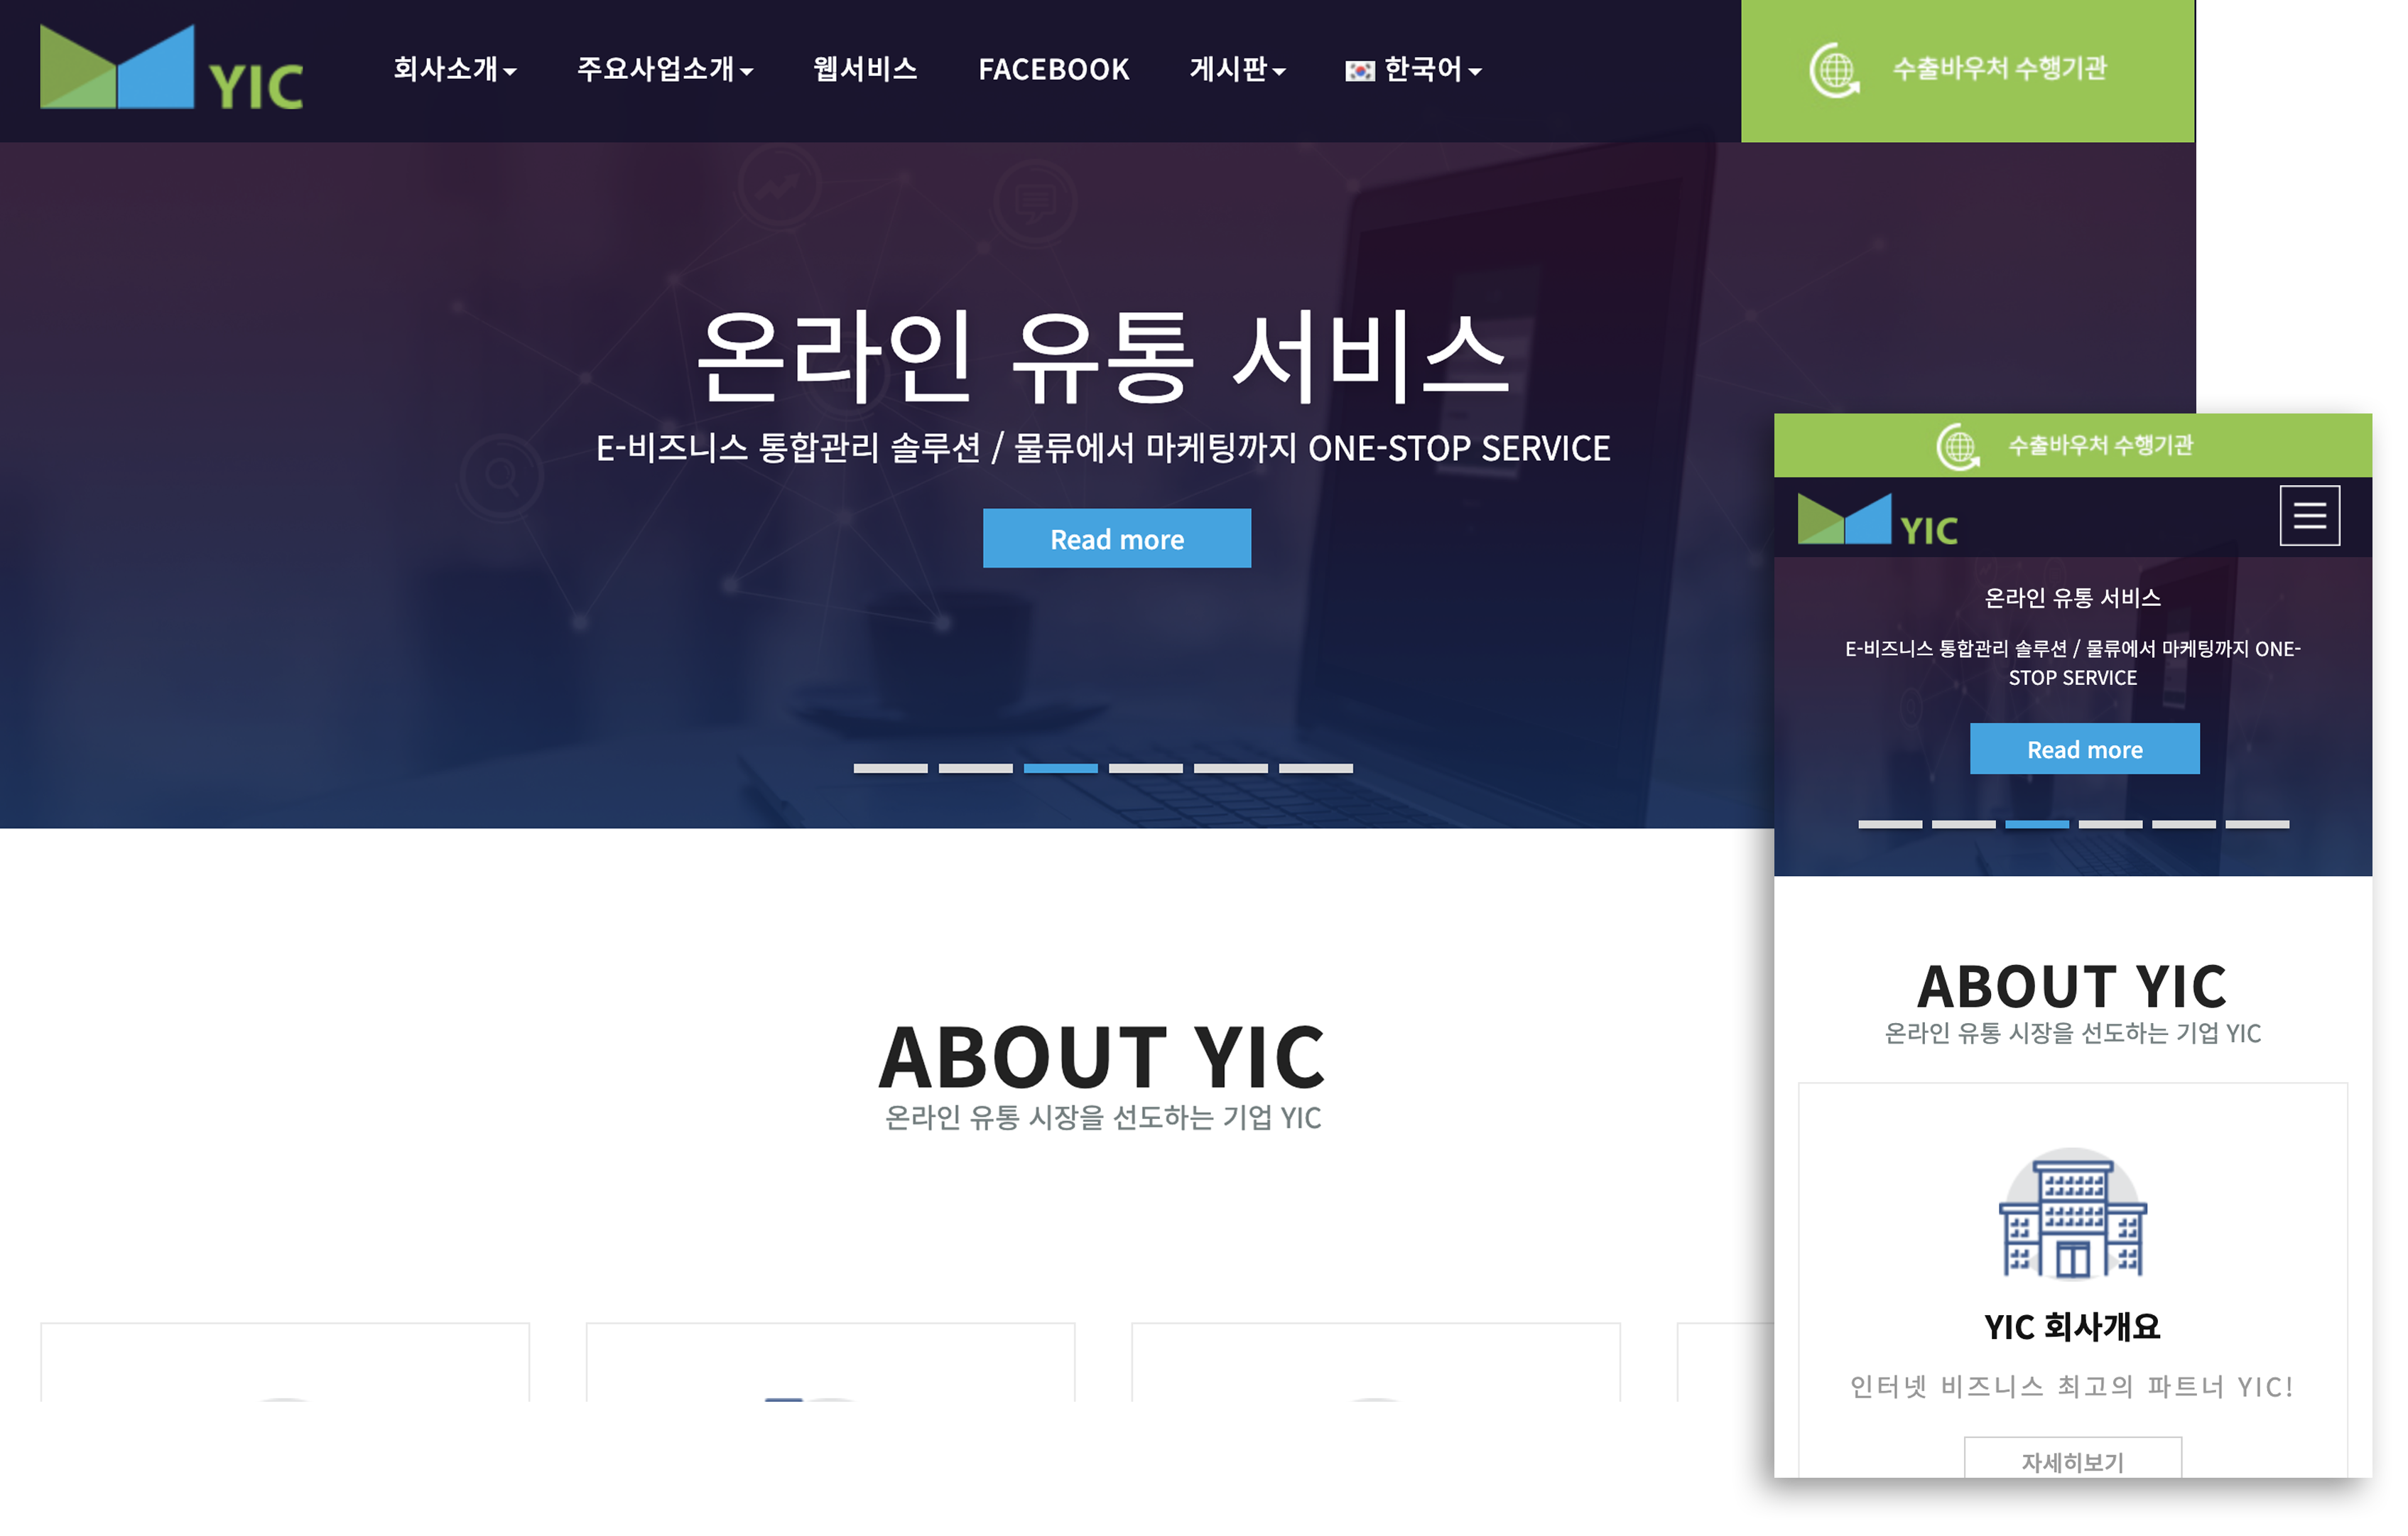 YIC
회사소개
주요사업소개
웹서비스
FACEBOOK
게시판
한국어
수출바우처 수행기관
온라인 유통 서비스
E-비즈니스 통합관리 솔루션 / 물류에서 마케팅까지 ONE-STOP SERVICE
Read more
ABOUT YIC
온라인 유통 시장을 선도하는 기업 YIC
수출바우처 수행기관
YIC
온라인 유통 서비스
E-비즈니스 통합관리 솔루션 / 물류에서 마케팅까지 ONE-
STOP SERVICE
Read more
ABOUT YIC
온라인 유통 시장을 선도하는 기업 YIC
YIC 회사개요
인터넷 비즈니스 최고의 파트너 YIC!
자세히보기